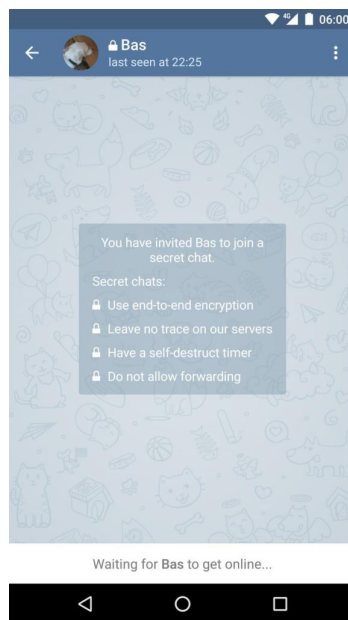 4G 06:00
Bas
last seen at 22:25
You have invited Bas to join a
secret chat.
Secret chats:
Use end-to-end encryption
Leave no trace on our servers
Have a self-destruct timer
Do not allow forwarding
Waiting for Bas to get online...